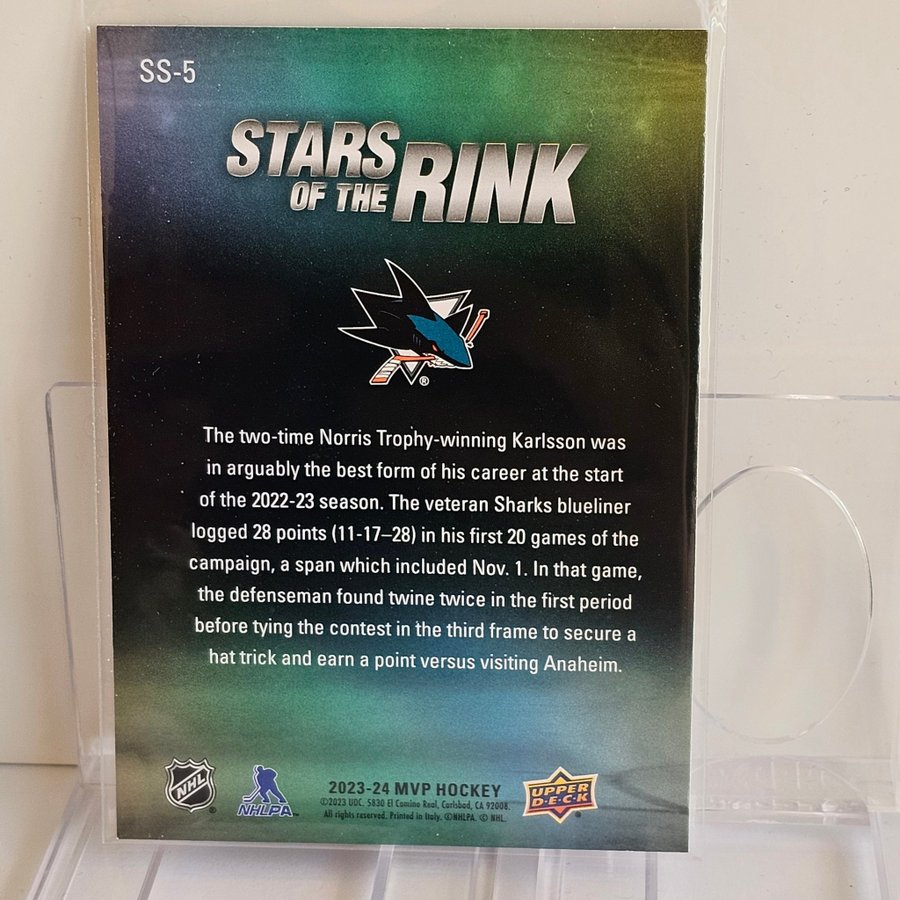 SS-5
STARS
OF THE RINK
®
The two-time Norris Trophy-winning Karlsson was
in arguably the best form of his career at the start
of the 2022-23 season. The veteran Sharks blueliner
logged 28 points (11-17–28) in his first 20 games of the
campaign, a span which included Nov. 1. In that game,
the defenseman found twine twice in the first period
before tying the contest in the third frame to secure a
hat trick and earn a point versus visiting Anaheim.
NHL ®
NHLPA™
2023-24 MVP HOCKEY
©2023 UDC. 5830 El Camino Real, Carlsbad, CA 92008.
All rights reserved. Printed in Italy. ©NHLPA. © NHL.
UPPER
D·E·C·K ®